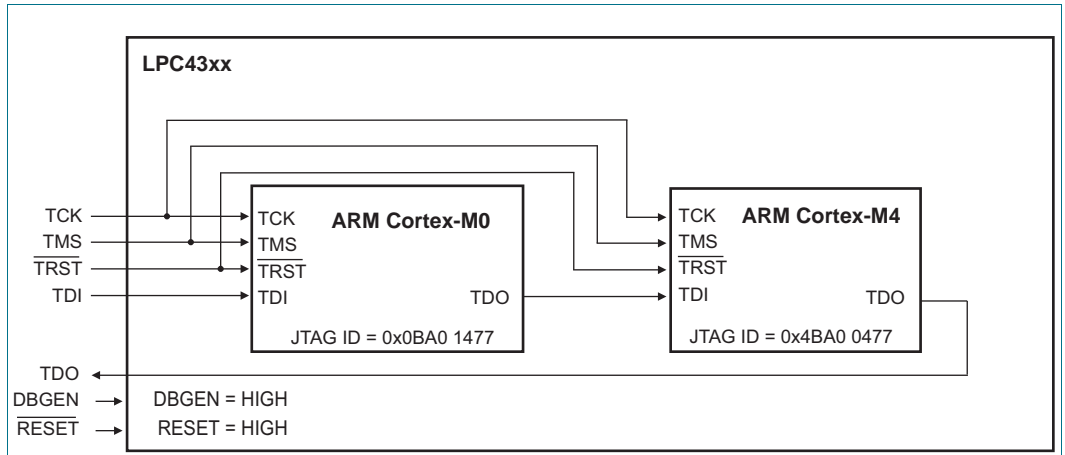 LPC43xx
TCK
TMS
TRST
TDI
TDO
DBGEN
RESET
TCK
TMS
TRST
TDI
ARM Cortex-M0
TDO
JTAG ID = 0x0BA0 1477
TCK
TMS
TRST
TDI
ARM Cortex-M4
TDO
JTAG ID = 0x4BA0 0477
DBGEN = HIGH
RESET = HIGH